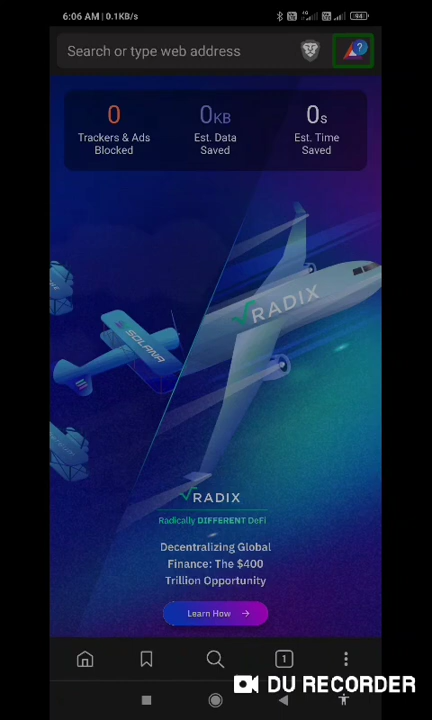 6:06 AM | 0.1KB/s
94
Search or type web address
?
0
Trackers & Ads
Blocked
0KB
Est. Data
Saved
0s
Est. Time
Saved
SOLANA
RADIX
RADIX
Radically DIFFERENT DeFi
Decentralizing Global
Finance: The $400
Trillion Opportunity
Learn How →
1
DU RECORDER